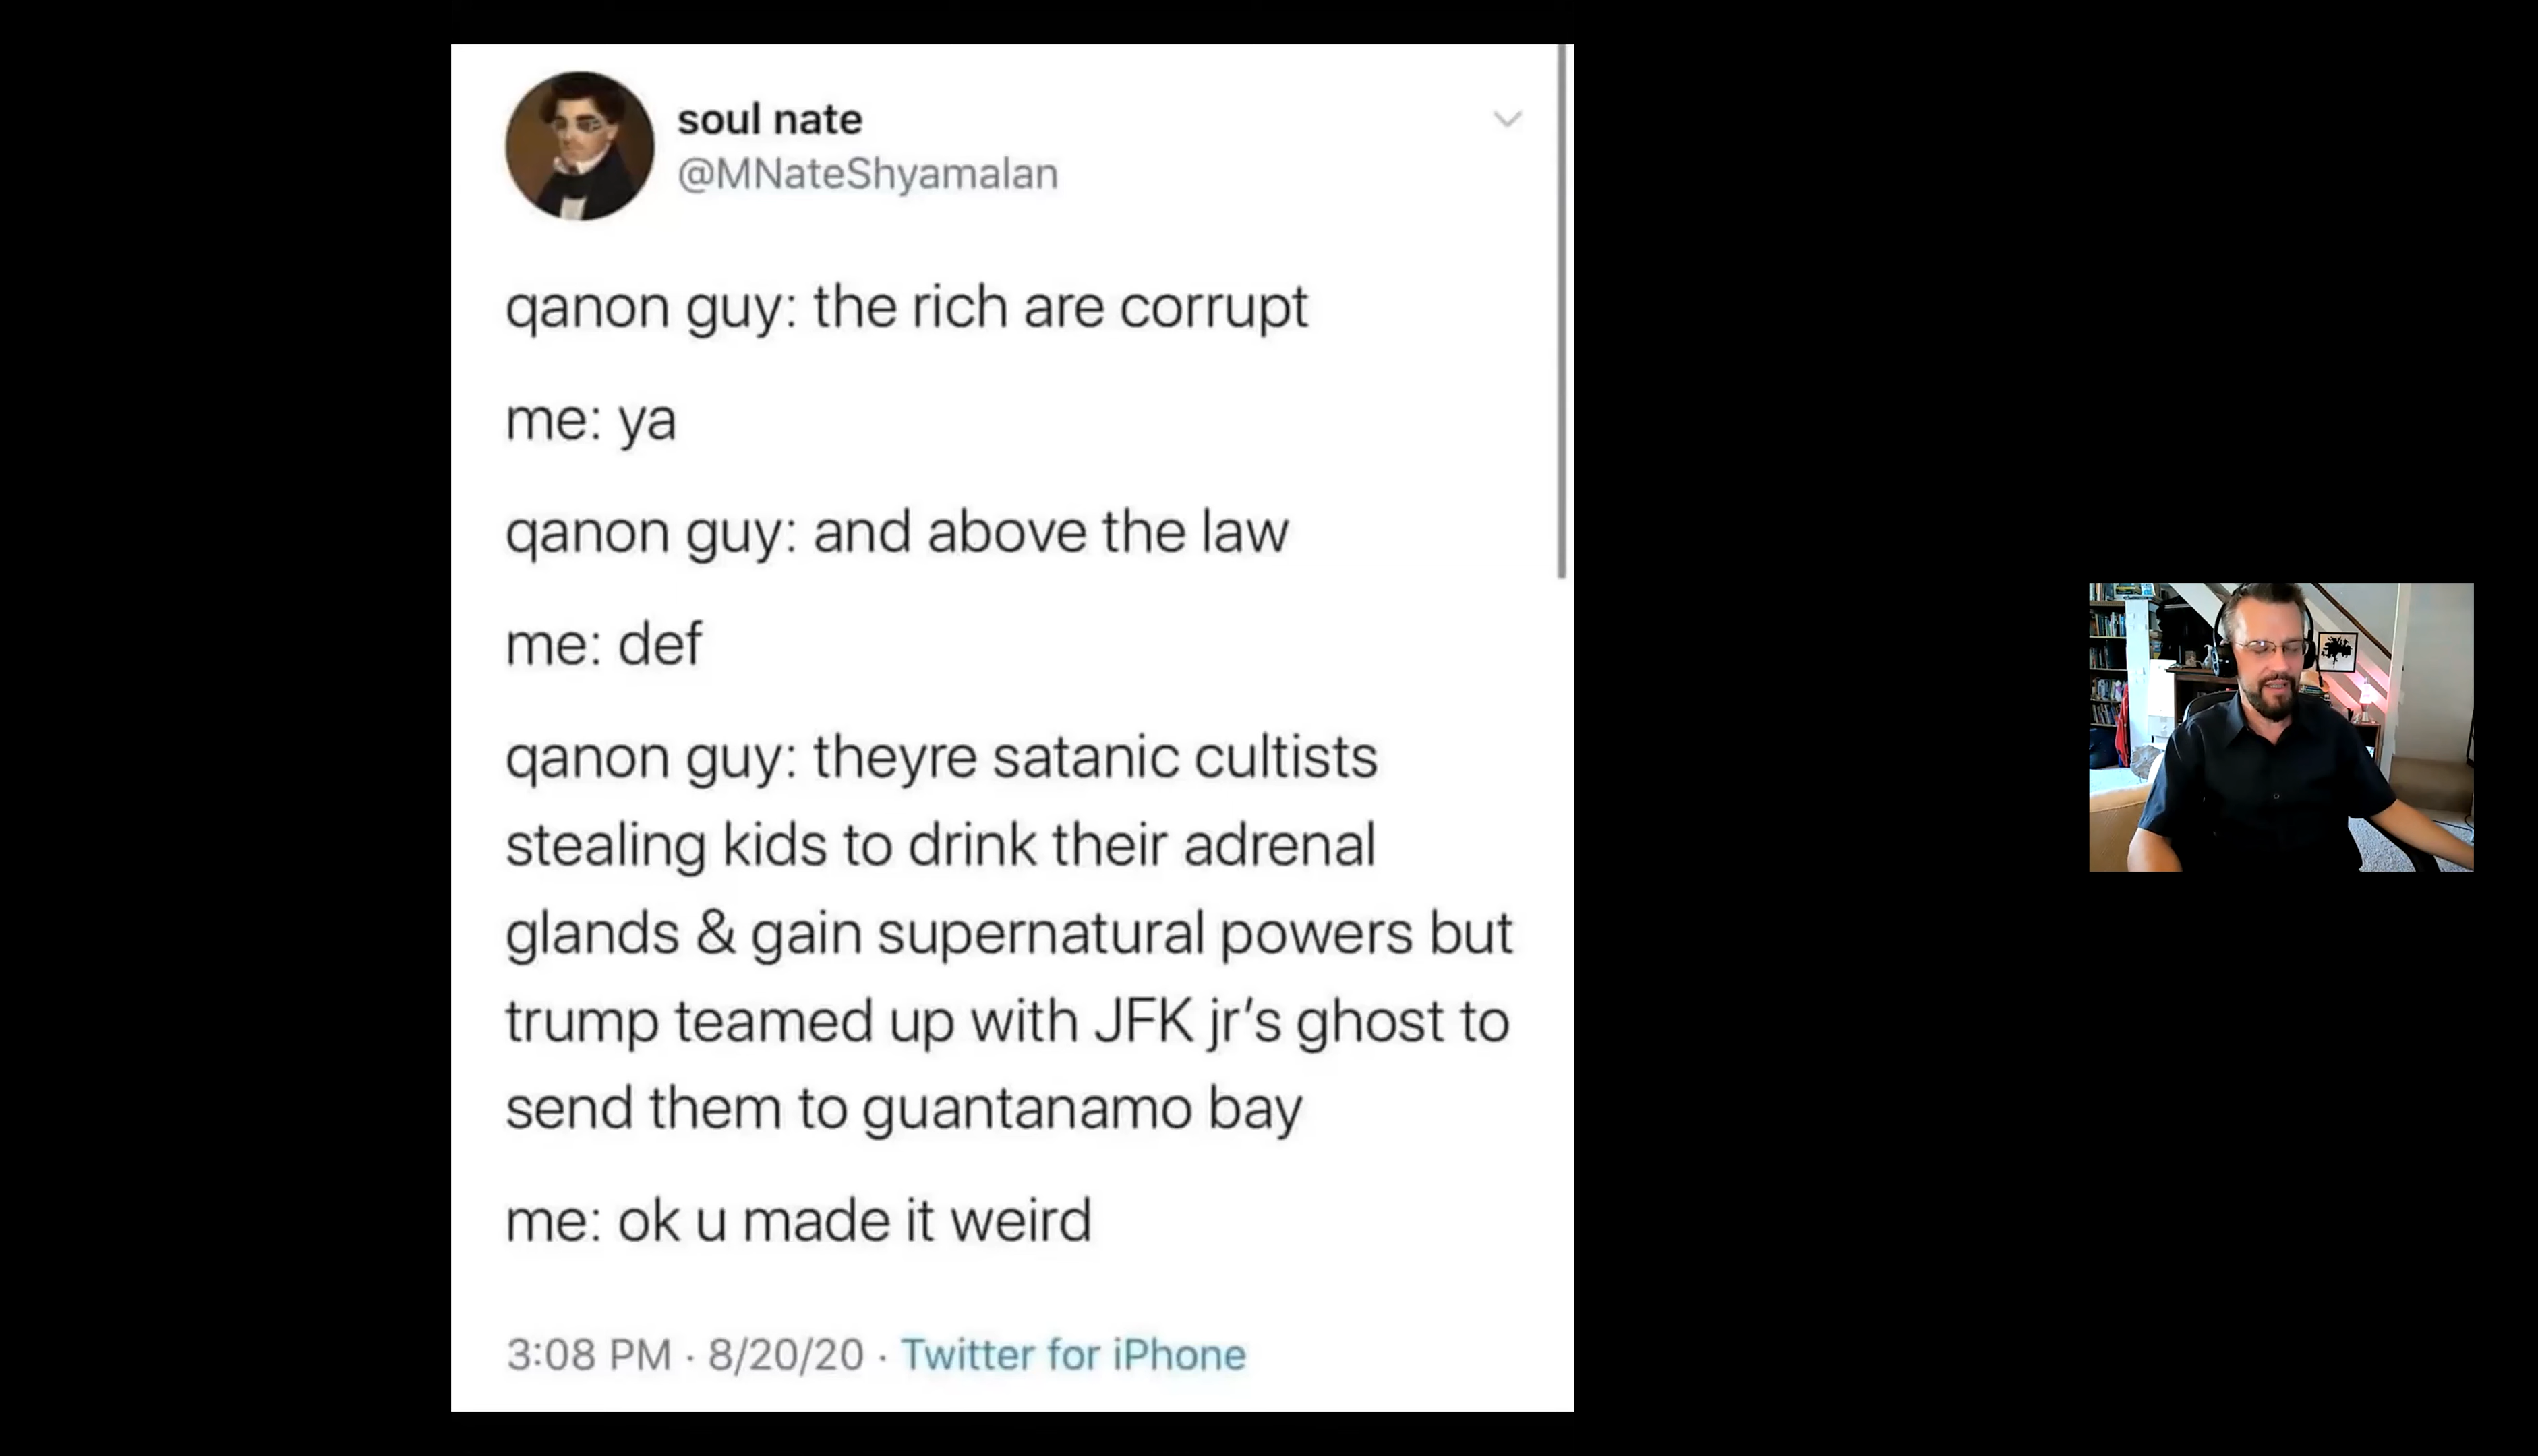 soul nate
@MNateShyamalan
qanon guy: the rich are corrupt
me: ya
qanon guy: and above the law
me: def
qanon guy: theyre satanic cultists
stealing kids to drink their adrenal
glands & gain supernatural powers but
trump teamed up with JFK jr's ghost to
send them to guantanamo bay
me: ok u made it weird
3:08 PM · 8/20/20 · Twitter for iPhone